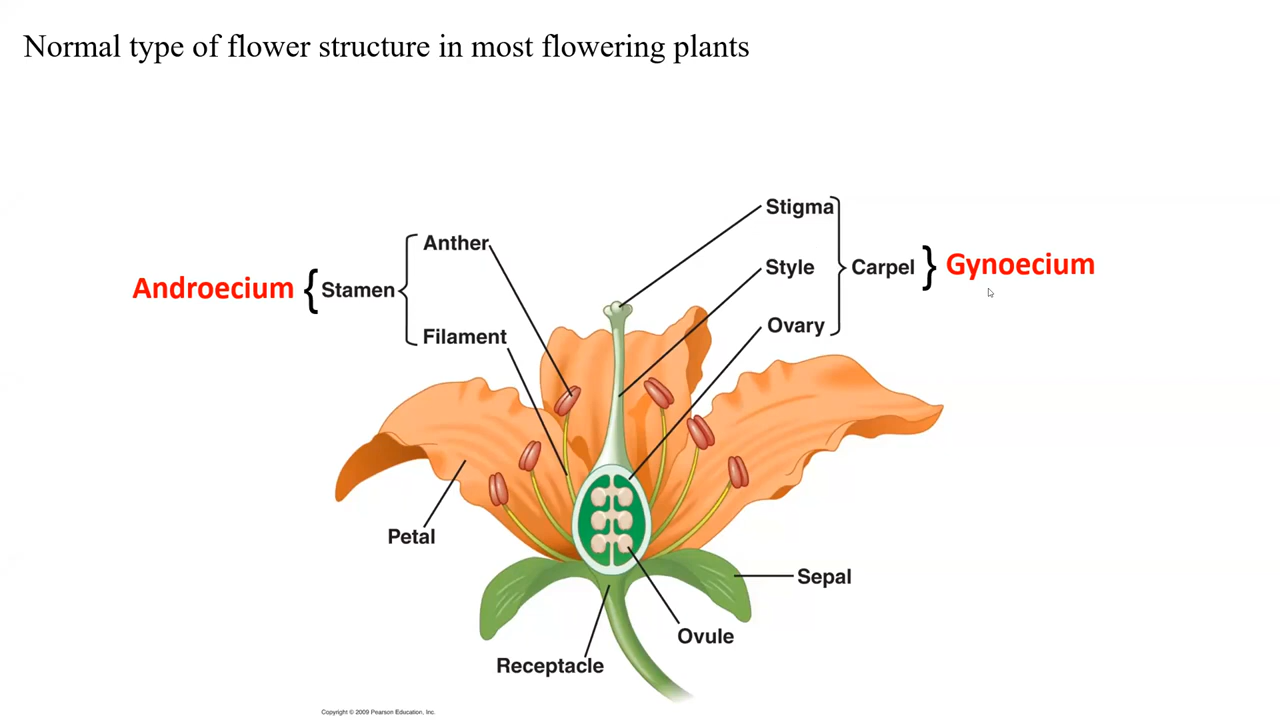 Normal type of flower structure in most flowering plants
Stigma
Anther
Style
Carpel
Gynoecium
Androecium
Stamen
Filament
Ovary
Petal
Sepal
Ovule
Receptacle
Copyright © 2009 Pearson Education, Inc.